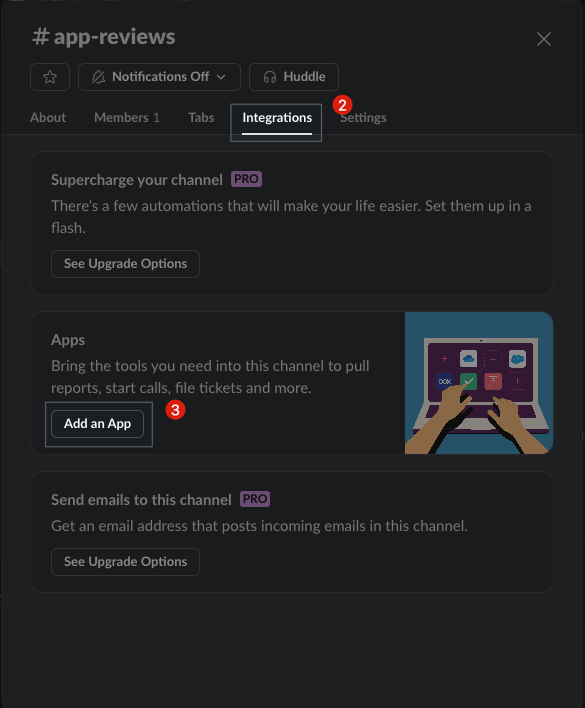 # app-reviews
Notifications Off
Huddle
2
About Members 1 Tabs Integrations Settings
Supercharge your channel PRO
There's a few automations that will make your life easier. Set them up in a
flash.
See Upgrade Options
Apps
Bring the tools you need into this channel to pull
reports, start calls, file tickets and more.
box
Add an App
3
Send emails to this channel PRO
Get an email address that posts incoming emails in this channel.
See Upgrade Options